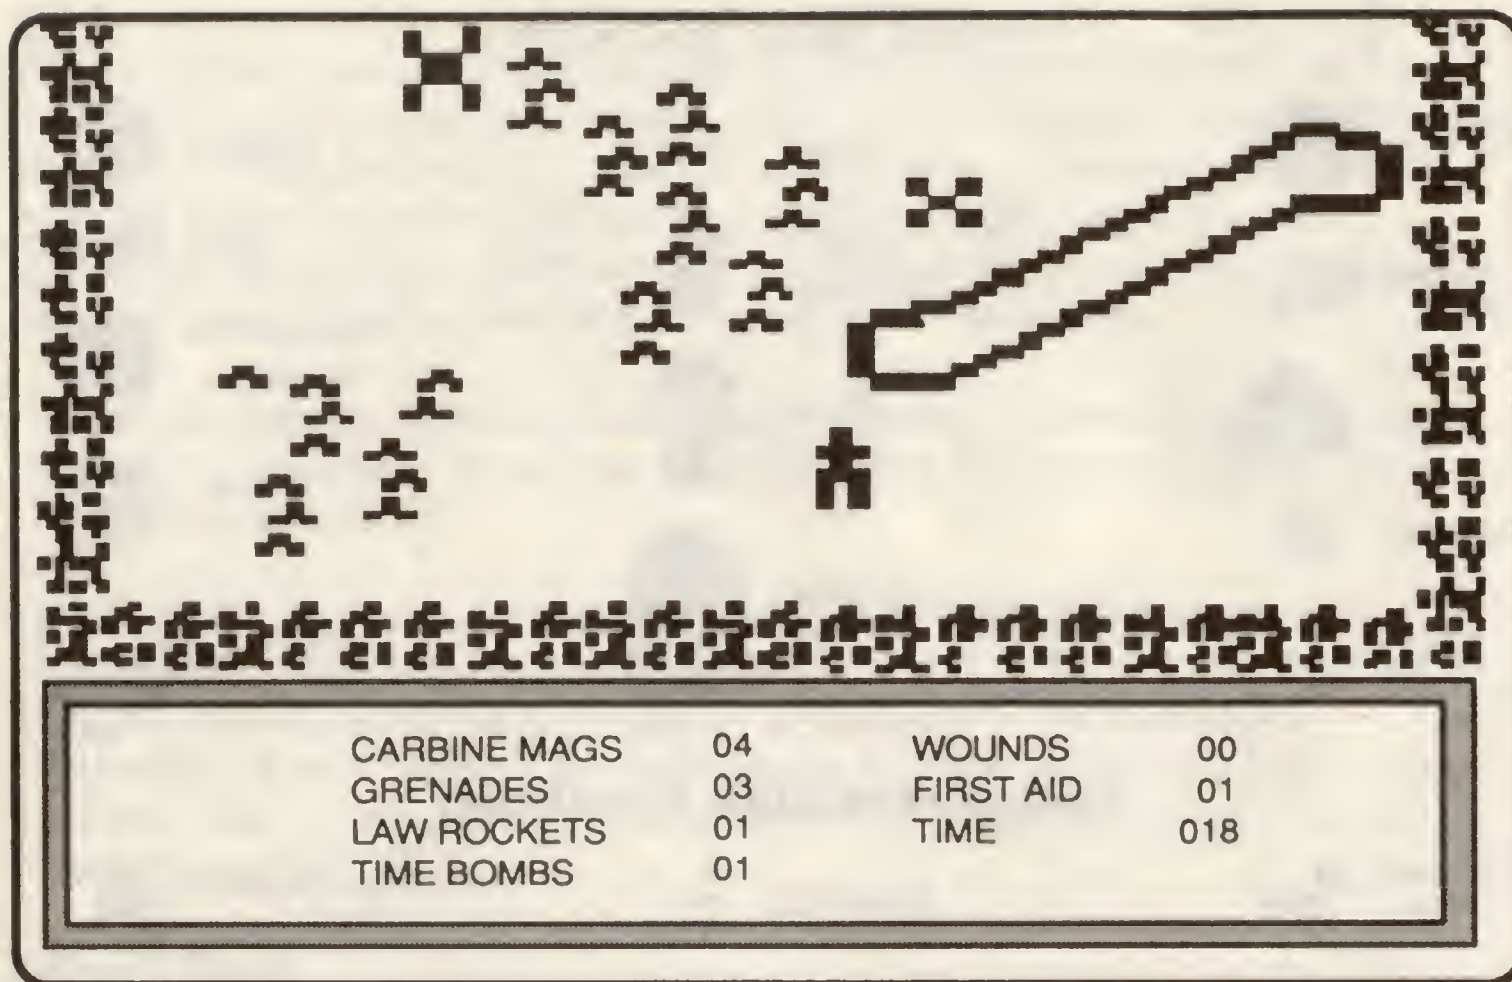 CARBINE MAGS 04 WOUNDS 00
GRENADES 03 FIRST AID 01
LAW ROCKETS 01 TIME 018
TIME BOMBS 01